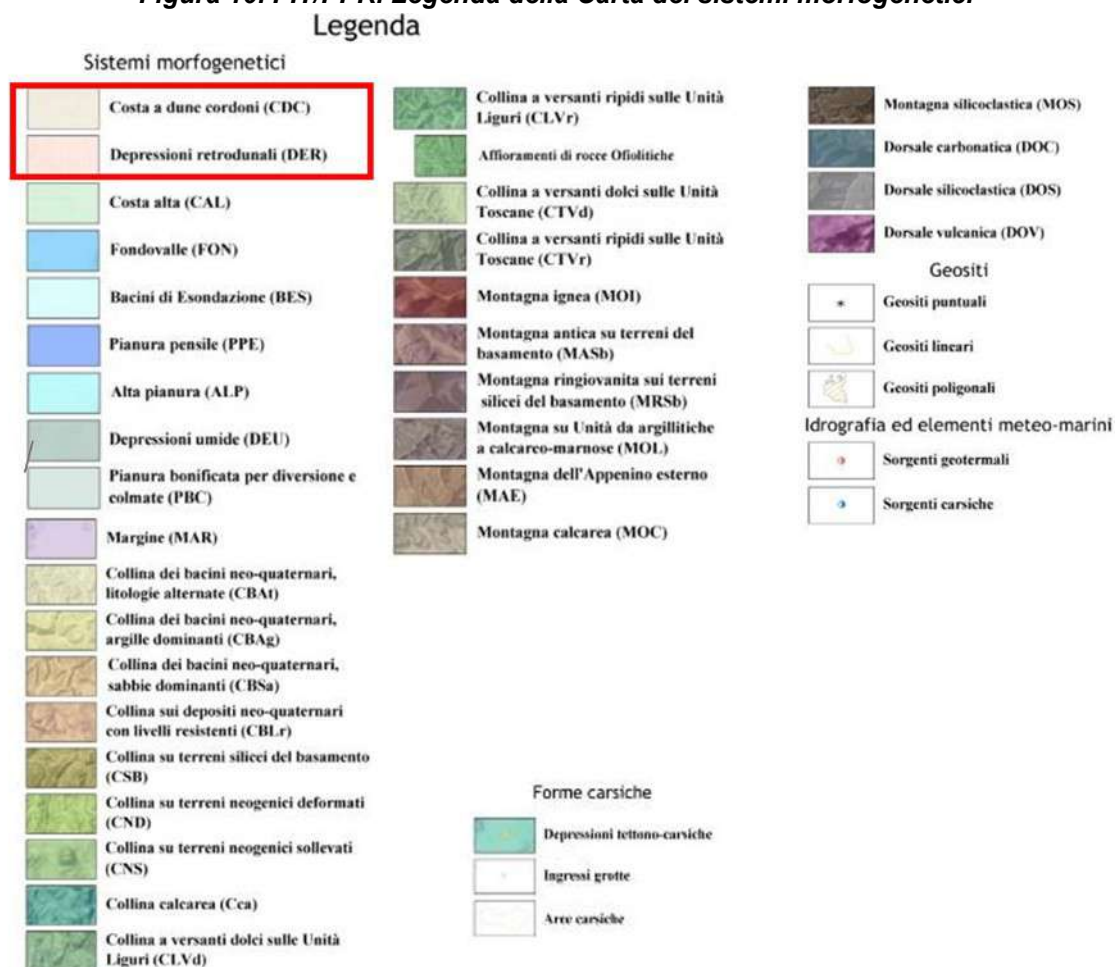 Legenda
Sistemi morfogenetici
Costa a dune cordoni (CDC)
Depressioni retrodunali (DER)
Costa alta (CAL)
Fondovalle (FON)
Bacini di Esondazione (BES)
Pianura pensile (PPE)
Alta pianura (ALP)
Depressioni umide (DEU)
Pianura bonificata per diversione e
colmate (PBC)
Margine (MAR)
Collina dei bacini neo-quaternari,
litologie alternate (CBAt)
Collina dei bacini neo-quaternari,
argille dominanti (CBAg)
Collina dei bacini neo-quaternari,
sabbie dominanti (CBSa)
Collina sui depositi neo-quaternari
con livelli resistenti (CBLr)
Collina su terreni silicei del basamento
(CSB)
Collina su terreni neogenici deformati
(CND)
Collina su terreni neogenici sollevati
(CNS)
Collina calcarea (Cca)
Collina a versanti dolci sulle Unità
Liguri (CLVd)
Collina a versanti ripidi sulle Unità
Liguri (CLVr)
Affioramenti di rocce Ofiolitiche
Collina a versanti dolci sulle Unità
Toscane (CTVd)
Collina a versanti ripidi sulle Unità
Toscane (CTVr)
Montagna ignea (MOI)
Montagna antica su terreni del
basamento (MASb)
Montagna ringiovanita sui terreni
silicei del basamento (MRSb)
Montagna su Unità da argillitiche
a calcareo-marnose (MOL)
Montagna dell'Appenino esterno
(MAE)
Montagna calcarea (MOC)
Montagna silicoclastica (MOS)
Dorsale carbonatica (DOC)
Dorsale silicoclastica (DOS)
Dorsale vulcanica (DOV)
Geositi
Geositi puntuali
Geositi lineari
Geositi poligonali
Idrografia ed elementi meteo-marini
Sorgenti geotermali
Sorgenti carsiche
Forme carsiche
Depressioni tettono-carsiche
Ingressi grotte
Aree carsiche